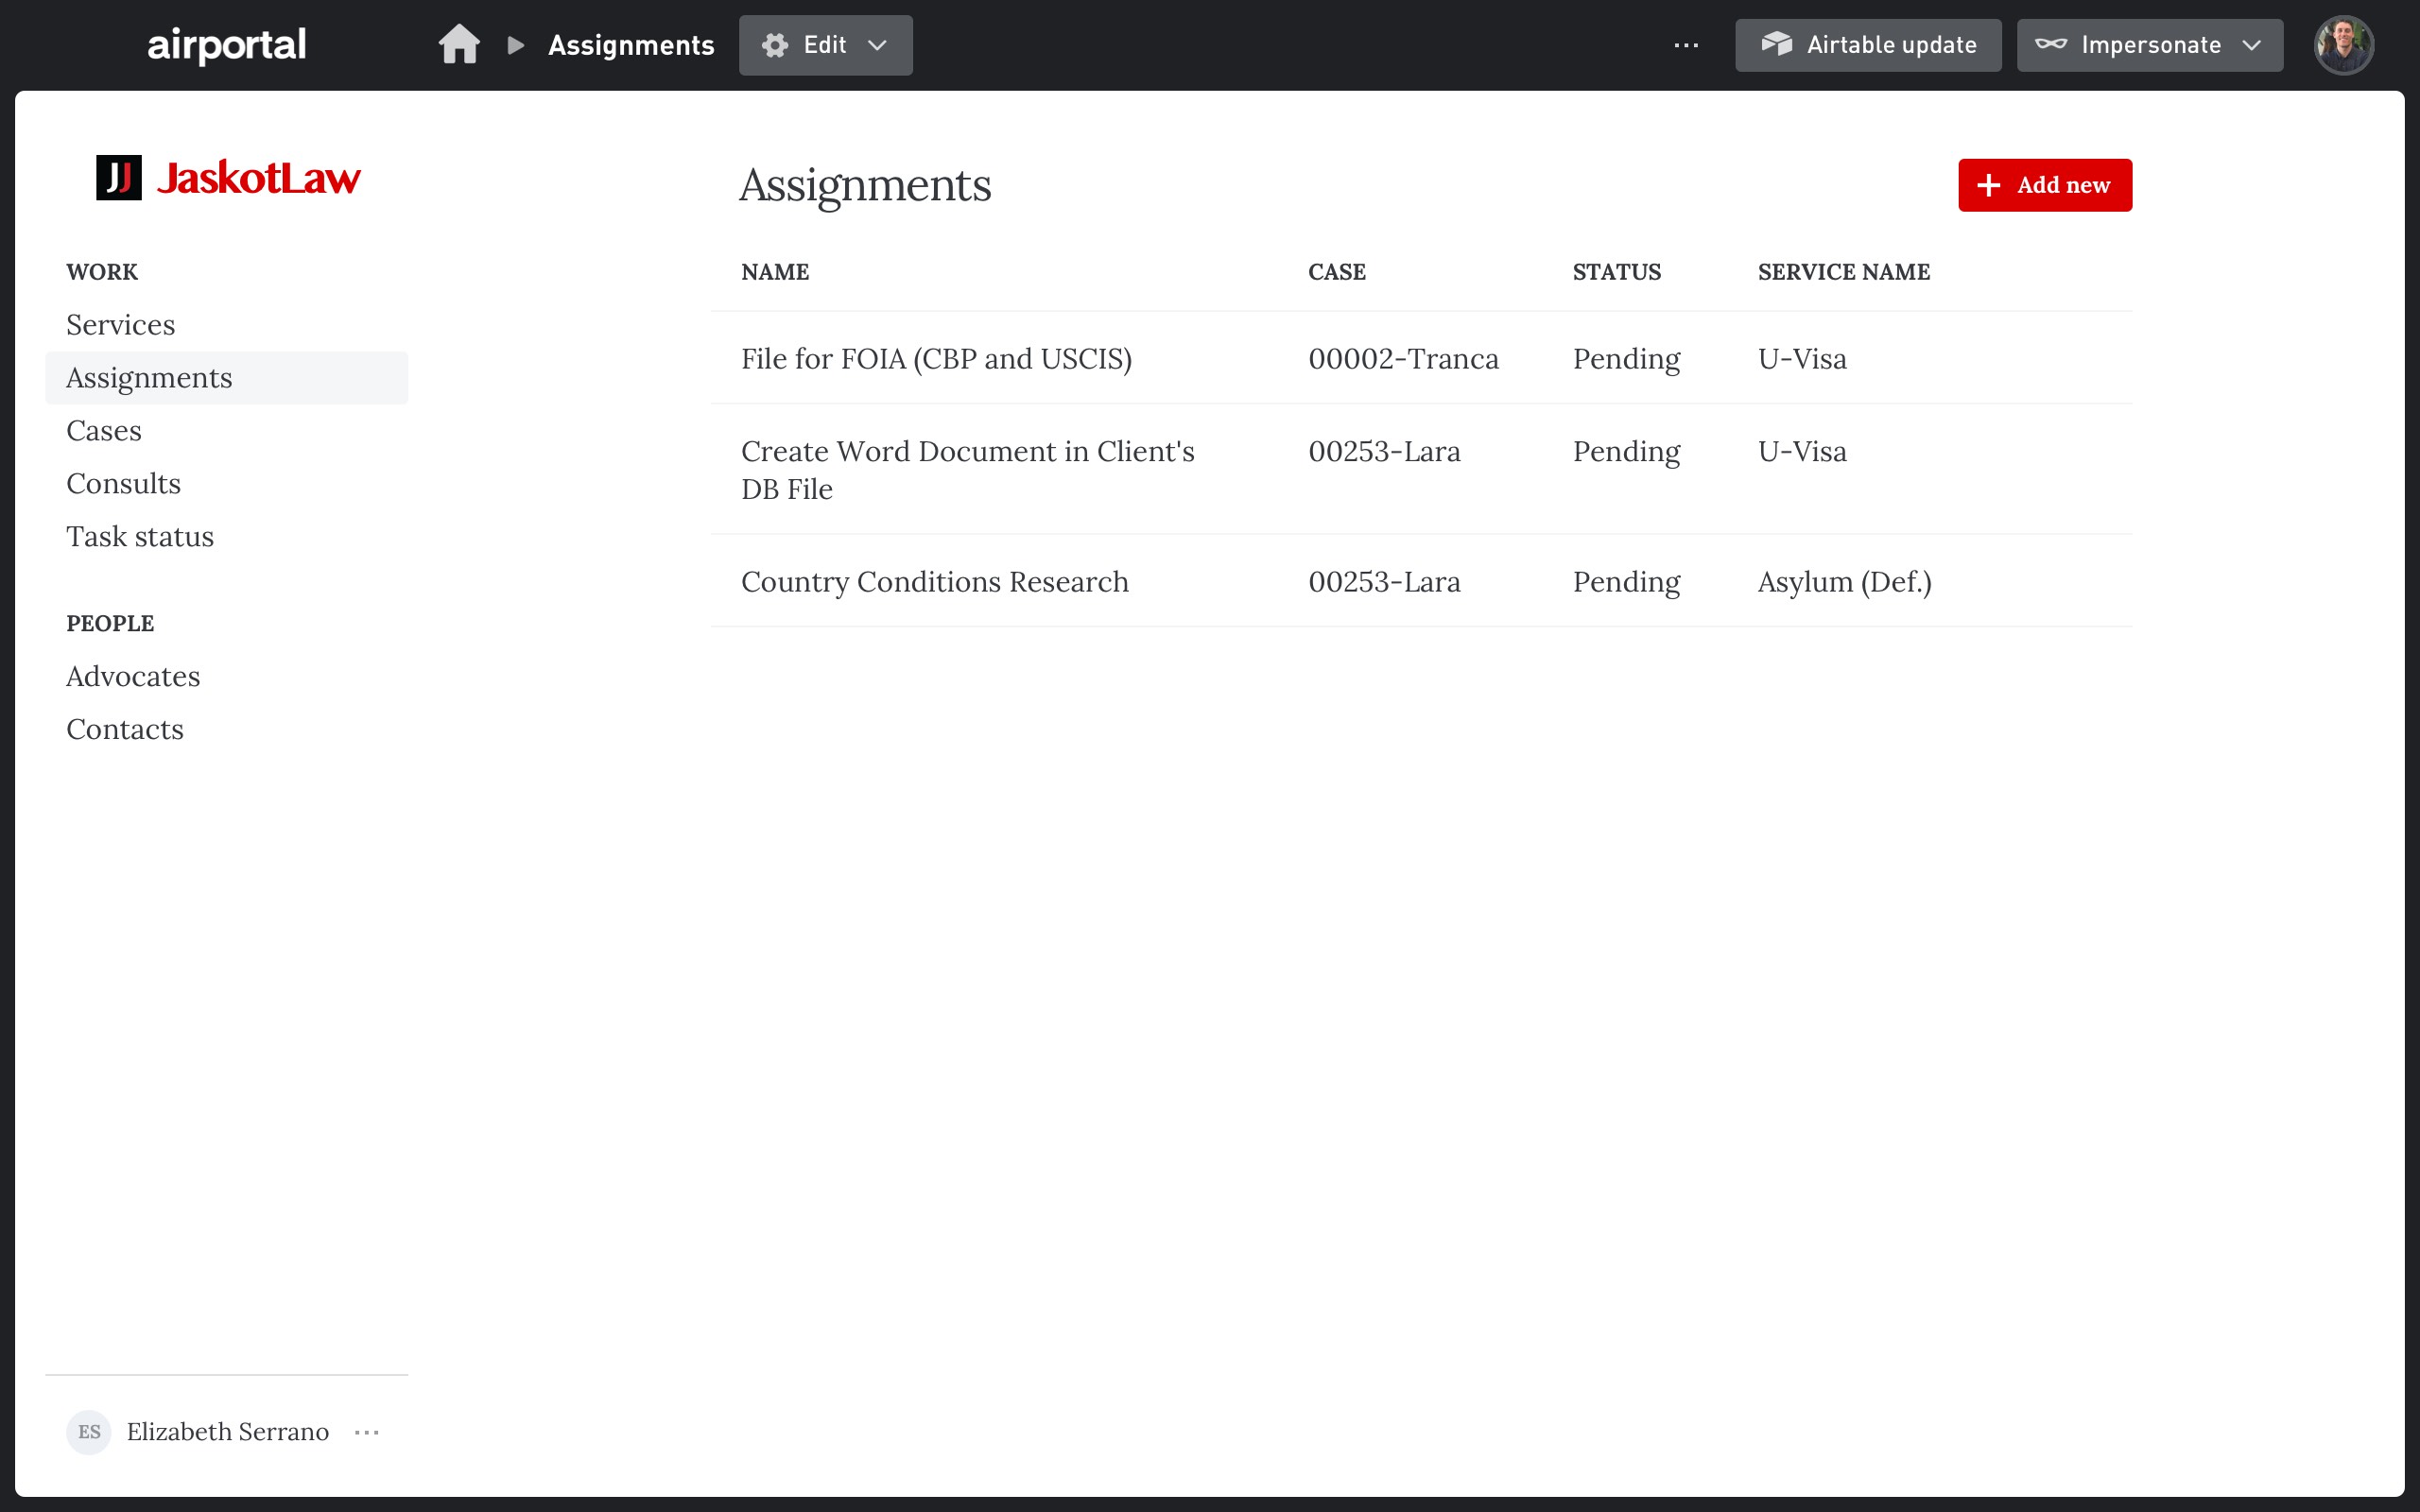 airportal
Assignments
Edit
Airtable update
Impersonate
JJ JaskotLaw
WORK
Services
Assignments
Cases
Consults
Task status
PEOPLE
Advocates
Contacts
ES Elizabeth Serrano
Assignments
Add new
NAME CASE STATUS SERVICE NAME
File for FOIA (CBP and USCIS) 00002-Tranca Pending U-Visa
Create Word Document in Client's 00253-Lara Pending U-Visa
DB File
Country Conditions Research 00253-Lara Pending Asylum (Def.)